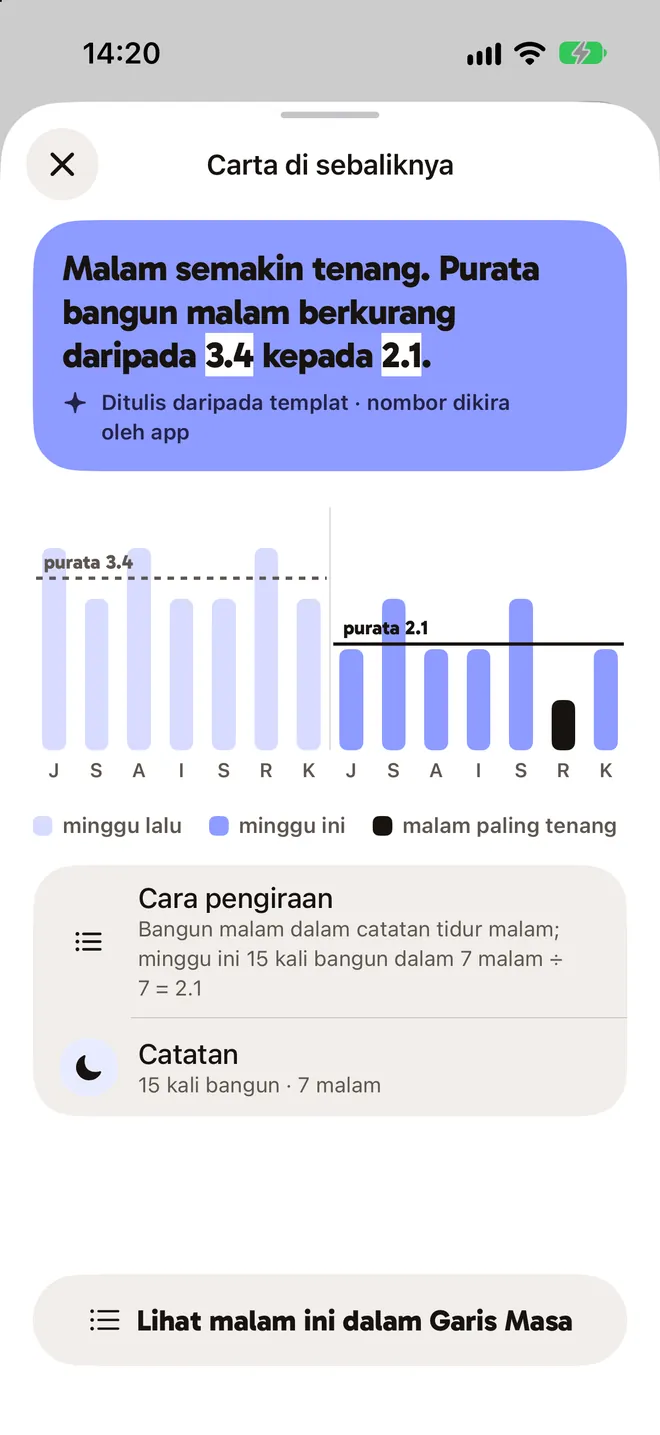 14:20
Carta di sebaliknya
Malam semakin tenang. Purata
bangun malam berkurang
daripada 3.4 kepada 2.1.
Ditulis daripada templat · nombor dikira
oleh app
purata 3.4
purata 2.1
J S A I S R K J S A I S R K
minggu lalu minggu ini malam paling tenang
Cara pengiraan
Bangun malam dalam catatan tidur malam;
minggu ini 15 kali bangun dalam 7 malam ÷
7 = 2.1
Catatan
15 kali bangun · 7 malam
Lihat malam ini dalam Garis Masa